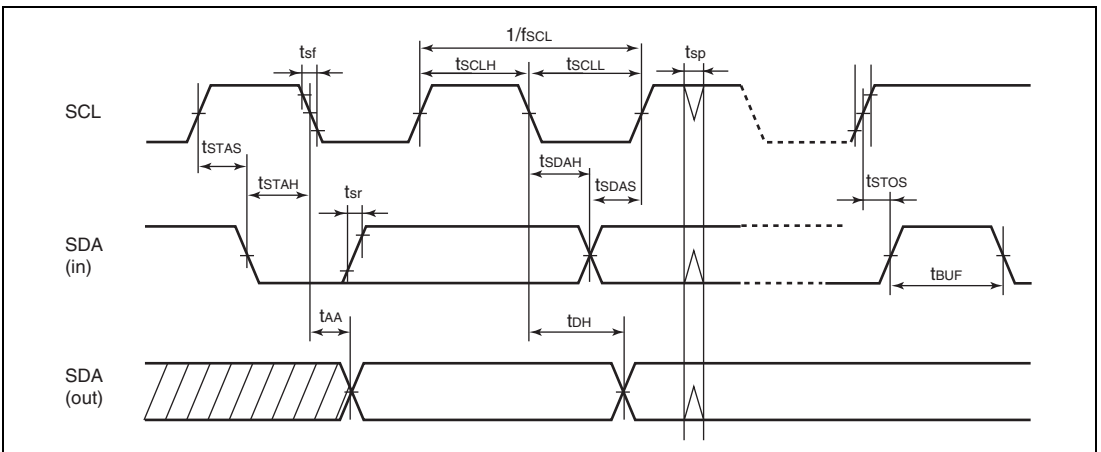 1/fSCL
tsf
tSCLH
tSCLL
tsp
SCL
tSTAS
tSTAH
tsr
tSDAH
tSDAS
tSTOS
SDA
(in)
tBUF
tAA
tDH
SDA
(out)